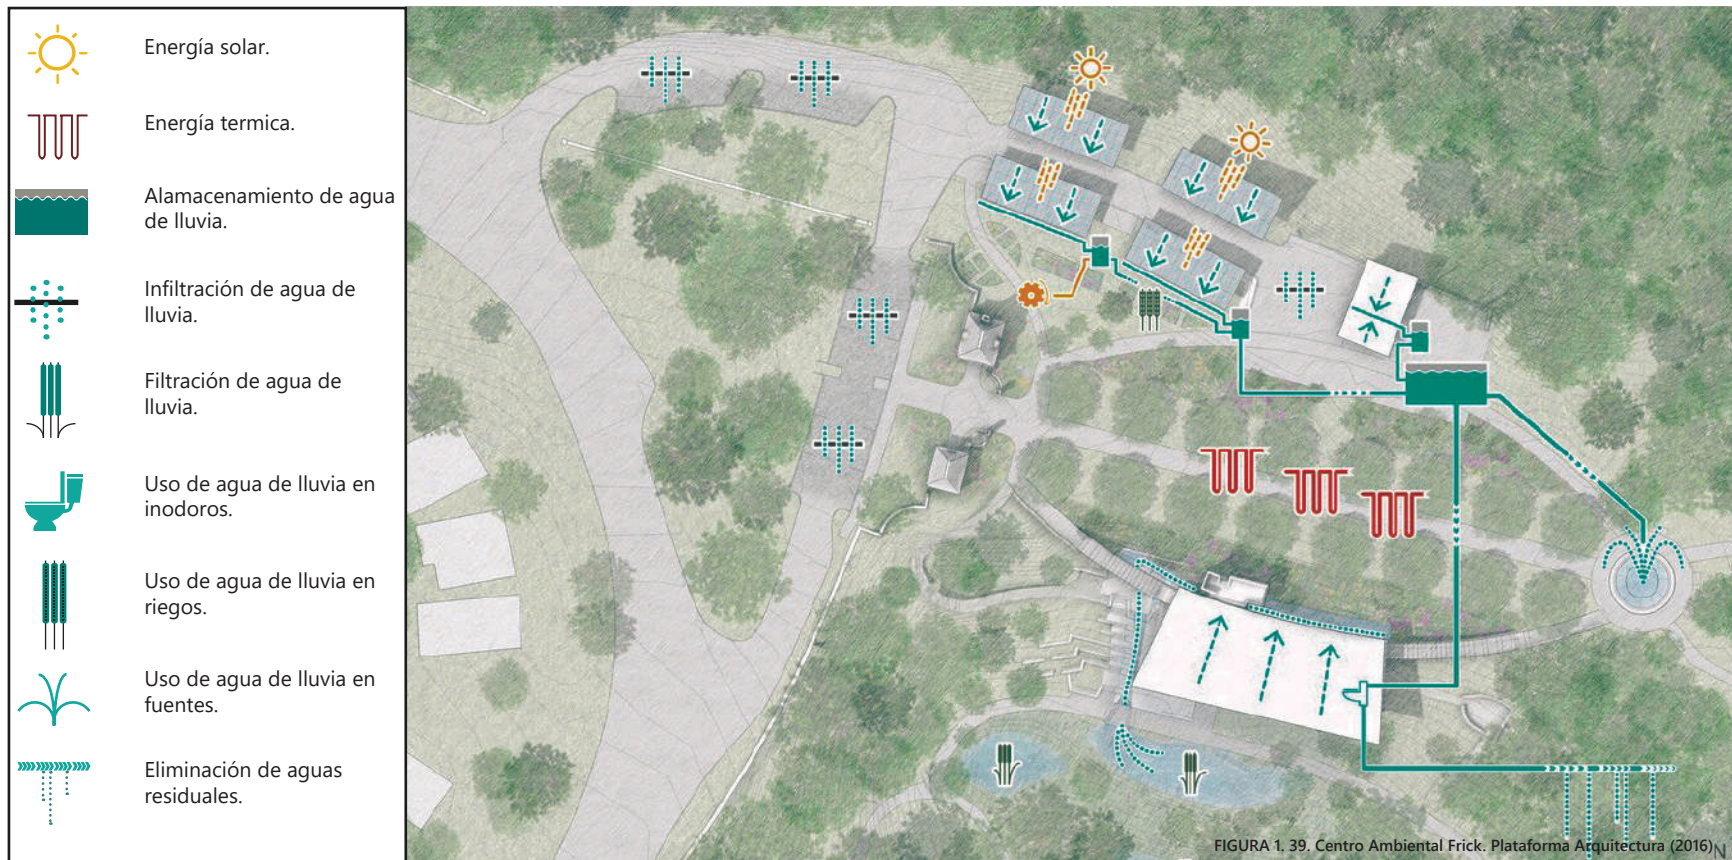 Energía solar.
Energía termica.
Alamacenamiento de agua
de lluvia.
Infiltración de agua de
lluvia.
Filtración de agua de
lluvia.
Uso de agua de lluvia en
inodoros.
Uso de agua de lluvia en
riegos.
Uso de agua de lluvia en
fuentes.
Eliminación de aguas
residuales.
FIGURA 1. 39. Centro Ambiental Frick. Plataforma Arquitectura (2016)
N